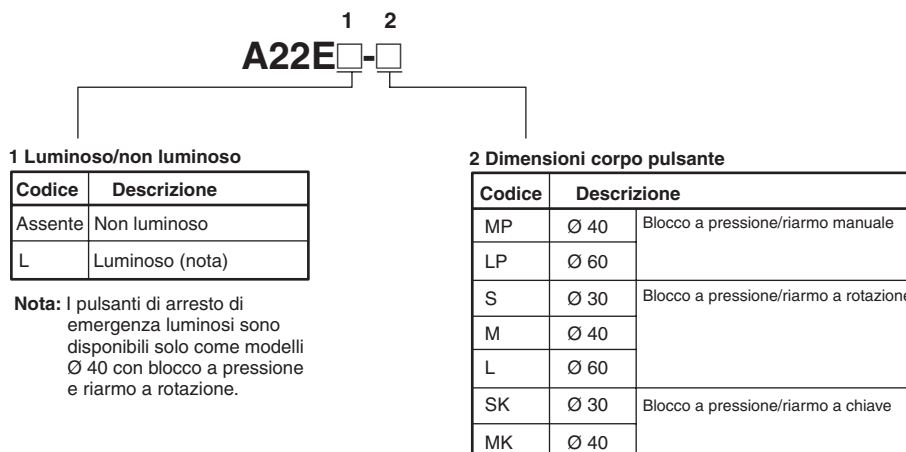 1 2
A22E□-□
1 Luminoso/non luminoso
Codice Descrizione
Assente Non luminoso
L Luminoso (nota)
Nota: I pulsanti di arresto di
emergenza luminosi sono
disponibili solo come modelli
Ø 40 con blocco a pressione
e riarmo a rotazione.
2 Dimensioni corpo pulsante
Codice Descrizione
MP Ø 40 Blocco a pressione/riarmo manuale
LP Ø 60
S Ø 30 Blocco a pressione/riarmo a rotazione
M Ø 40
L Ø 60
SK Ø 30 Blocco a pressione/riarmo a chiave
MK Ø 40